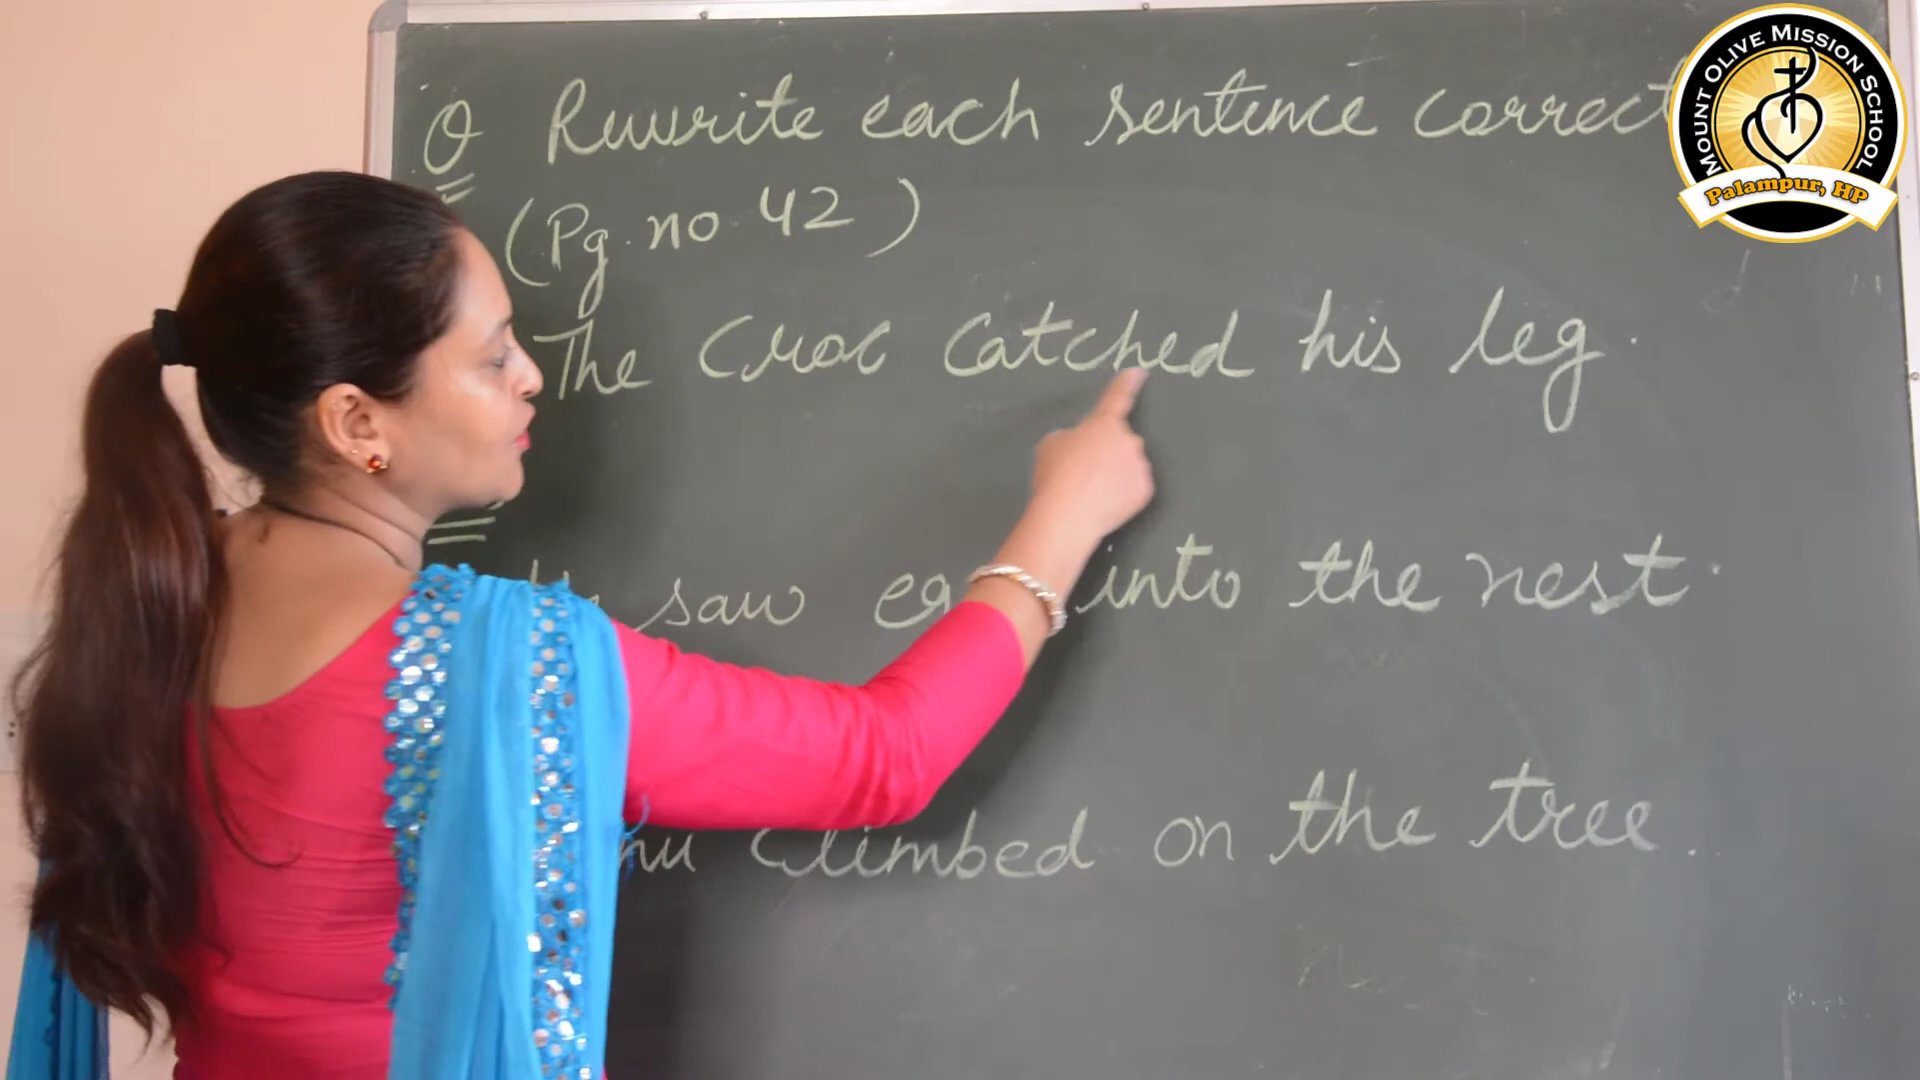 Q Rewrite each sentence correct
(Pg. no 42)
The Croc Catched his leg.
saw into the nest.
Climbed on the tree.
MOUNT OLIVE MISSION SCHOOL
Palampur, HP